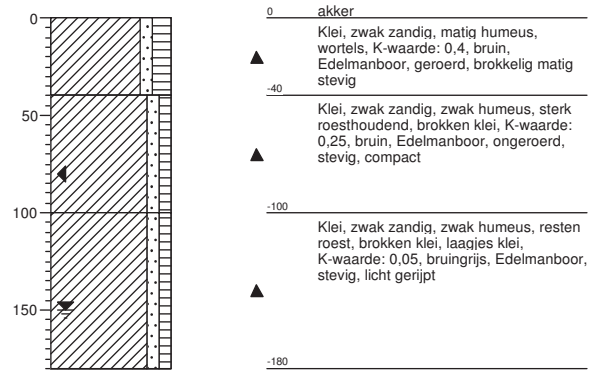 0
50
100
150
0
akker
Klei, zwak zandig, matig humeus,
wortels, K-waarde: 0,4, bruin,
Edelmanboor, geroerd, brokkelig matig
stevig
-40
Klei, zwak zandig, zwak humeus, sterk
roesthoudend, brokken klei, K-waarde:
0,25, bruin, Edelmanboor, ongeroerd,
stevig, compact
-100
Klei, zwak zandig, zwak humeus, resten
roest, brokken klei, laagjes klei,
K-waarde: 0,05, bruingrijs, Edelmanboor,
stevig, licht gerijpt
-180